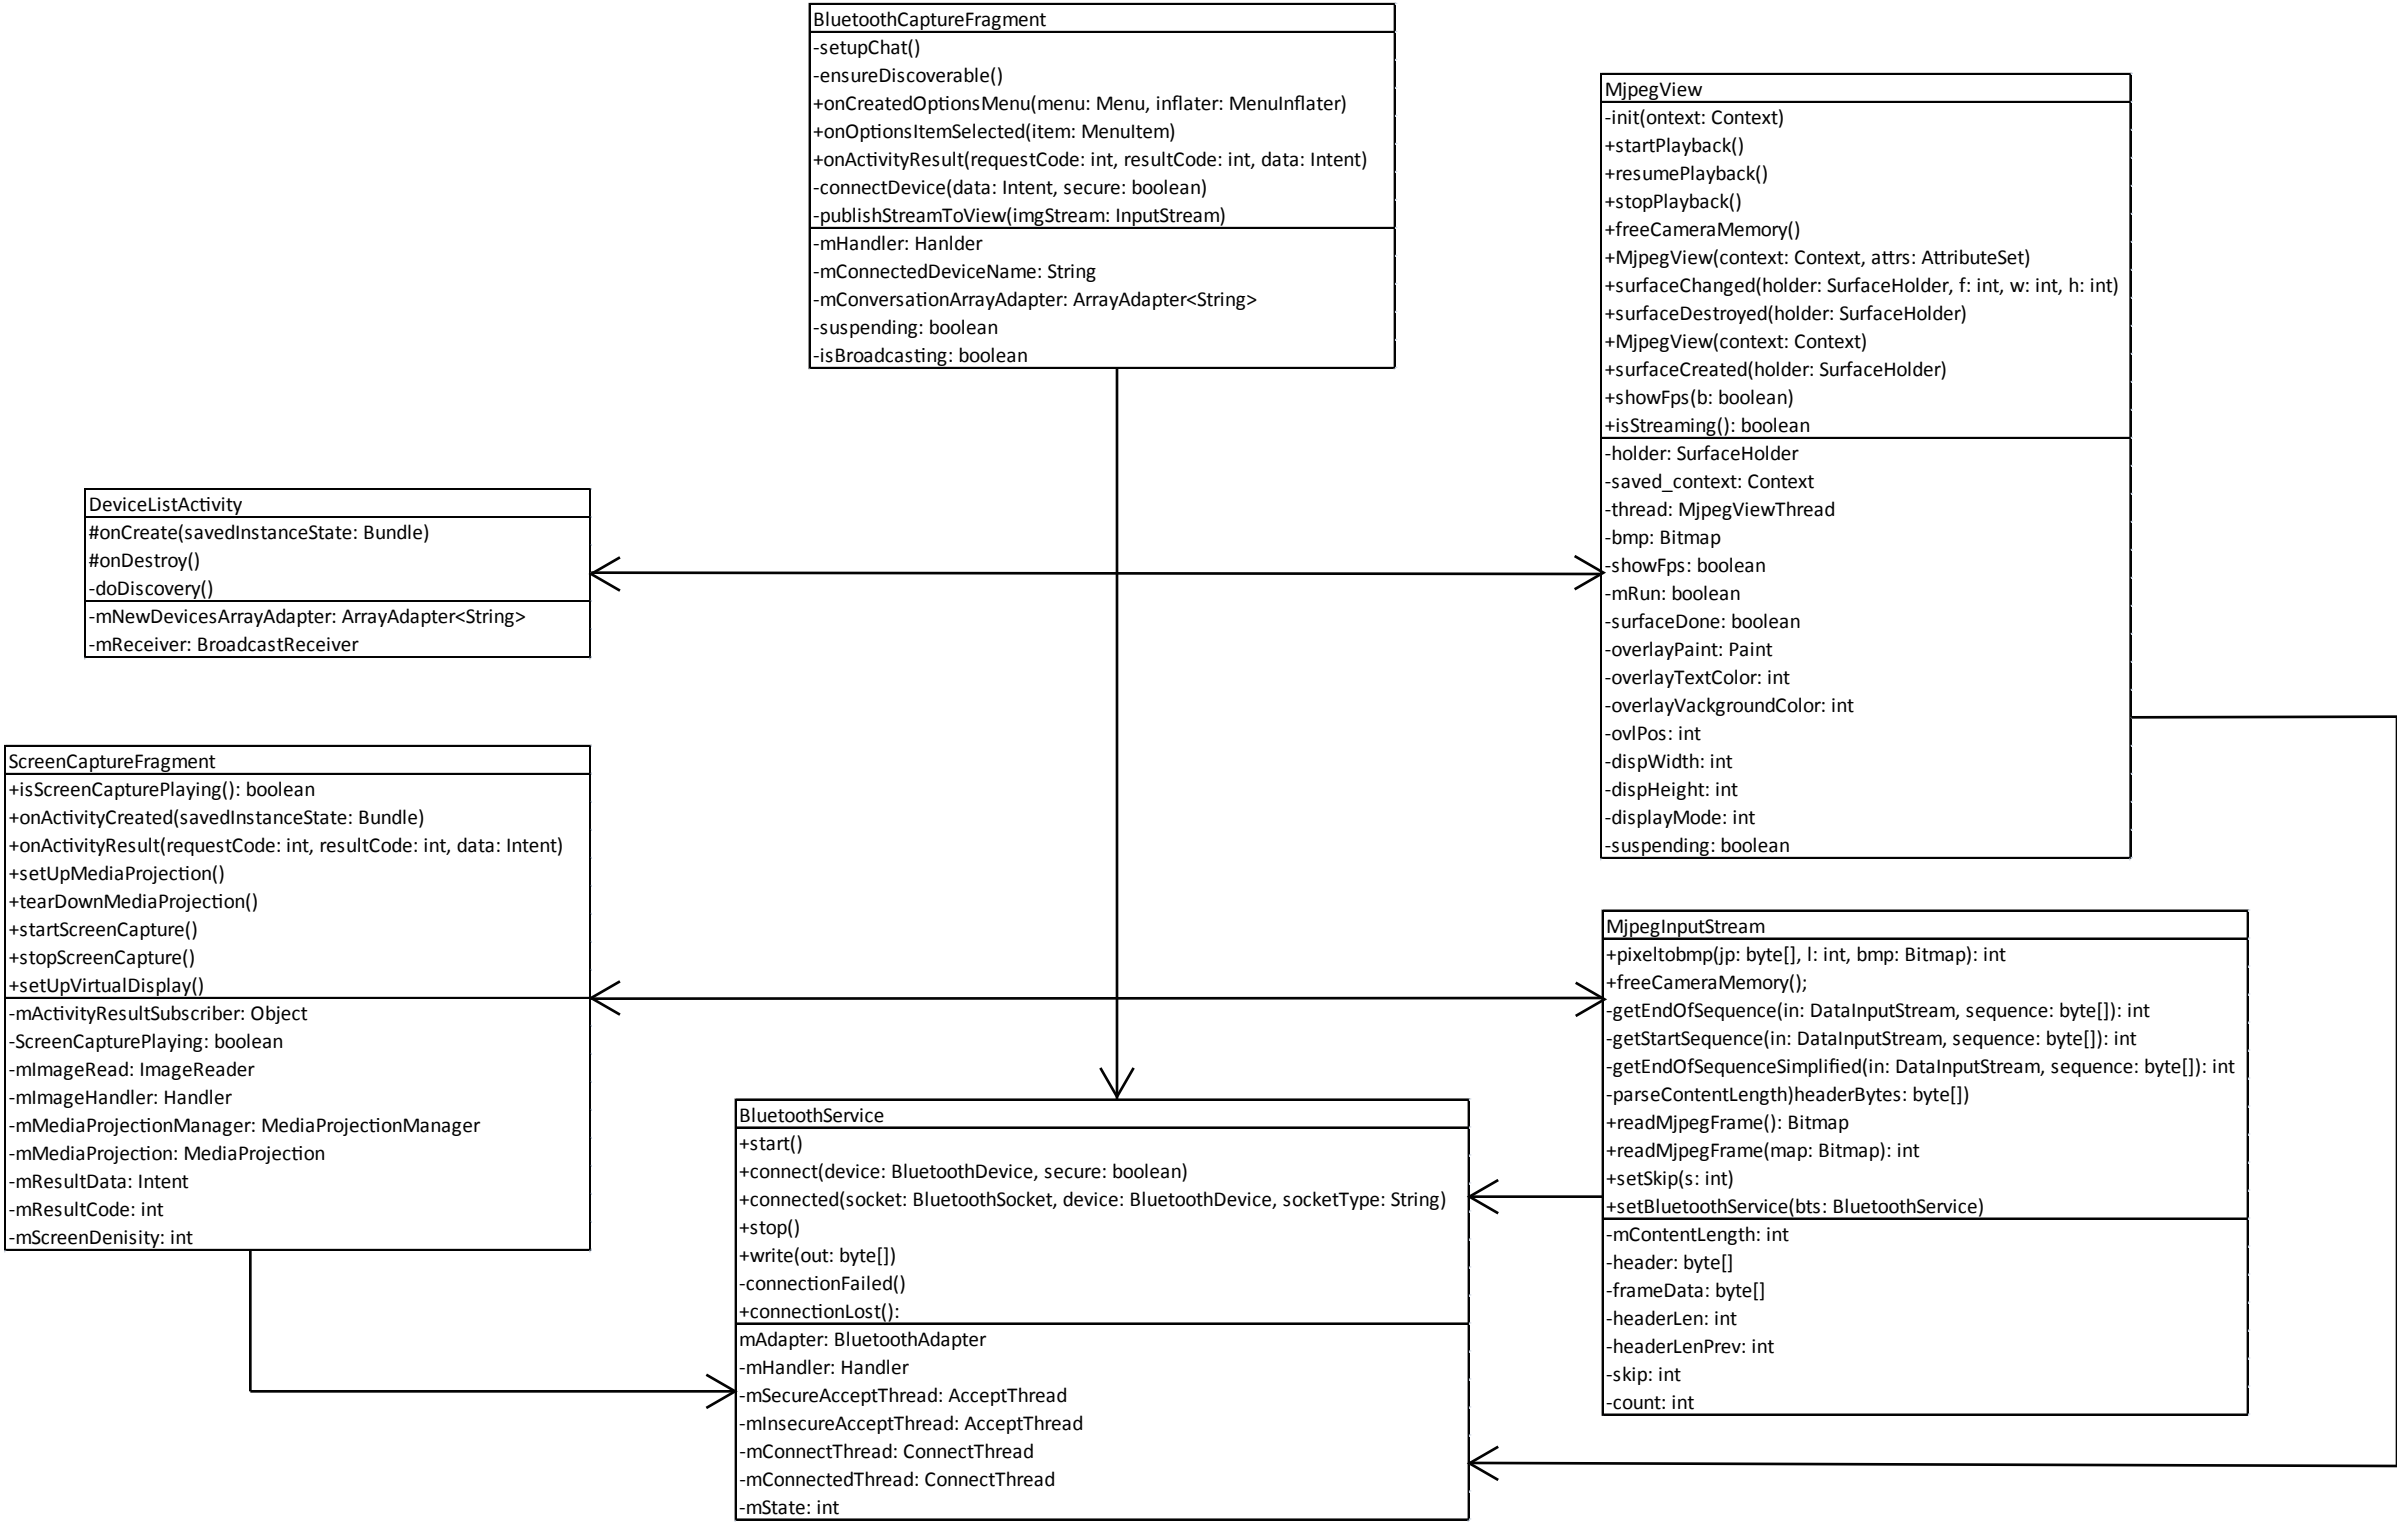 BluetoothCaptureFragment
-setupChat()
-ensureDiscoverable()
+onCreatedOptionsMenu(menu: Menu, inflater: MenuInflater)
+onOptionsItemSelected(item: MenuItem)
+onActivityResult(requestCode: int, resultCode: int, data: Intent)
-connectDevice(data: Intent, secure: boolean)
-publishStreamToView(imgStream: InputStream)
-mHandler: Hanlder
-mConnectedDeviceName: String
-mConversationArrayAdapter: ArrayAdapter<String>
-suspending: boolean
-isBroadcasting: boolean
MjpegView
-init(ontext: Context)
+startPlayback()
+resumePlayback()
+stopPlayback()
+freeCameraMemory()
+MjpegView(context: Context, attrs: AttributeSet)
+surfaceChanged(holder: SurfaceHolder, f: int, w: int, h: int)
+surfaceDestroyed(holder: SurfaceHolder)
+MjpegView(context: Context)
+surfaceCreated(holder: SurfaceHolder)
+showFps(b: boolean)
+isStreaming(): boolean
-holder: SurfaceHolder
-saved_context: Context
-thread: MjpegViewThread
-bmp: Bitmap
-showFps: boolean
-mRun: boolean
-surfaceDone: boolean
-overlayPaint: Paint
-overlayTextColor: int
-overlayVackgroundColor: int
-ovlPos: int
-dispWidth: int
-dispHeight: int
-displayMode: int
-suspending: boolean
DeviceListActivity
#onCreate(savedInstanceState: Bundle)
#onDestroy()
-doDiscovery()
-mNewDevicesArrayAdapter: ArrayAdapter<String>
-mReceiver: BroadcastReceiver
ScreenCaptureFragment
+isScreenCapturePlaying(): boolean
+onActivityCreated(savedInstanceState: Bundle)
+onActivityResult(requestCode: int, resultCode: int, data: Intent)
+setUpMediaProjection()
+tearDownMediaProjection()
+startScreenCapture()
+stopScreenCapture()
+setUpVirtualDisplay()
-mActivityResultSubscriber: Object
-ScreenCapturePlaying: boolean
-mImageRead: ImageReader
-mImageHandler: Handler
-mMediaProjectionManager: MediaProjectionManager
-mMediaProjection: MediaProjection
-mResultData: Intent
-mResultCode: int
-mScreenDenisity: int
MjpegInputStream
+pixeltobmp(jp: byte[], l: int, bmp: Bitmap): int
+freeCameraMemory();
-getEndOfSequence(in: DataInputStream, sequence: byte[]): int
-getStartSequence(in: DataInputStream, sequence: byte[]): int
-getEndOfSequenceSimplified(in: DataInputStream, sequence: byte[]): int
-parseContentLength)headerBytes: byte[])
+readMjpegFrame(): Bitmap
+readMjpegFrame(map: Bitmap): int
+setSkip(s: int)
+setBluetoothService(bts: BluetoothService)
-mContentLength: int
-header: byte[]
-frameData: byte[]
-headerLen: int
-headerLenPrev: int
-skip: int
-count: int
BluetoothService
+start()
+connect(device: BluetoothDevice, secure: boolean)
+connected(socket: BluetoothSocket, device: BluetoothDevice, socketType: String)
+stop()
+write(out: byte[])
-connectionFailed()
+connectionLost():
mAdapter: BluetoothAdapter
-mHandler: Handler
-mSecureAcceptThread: AcceptThread
-mInsecureAcceptThread: AcceptThread
-mConnectThread: ConnectThread
-mConnectedThread: ConnectThread
-mState: int